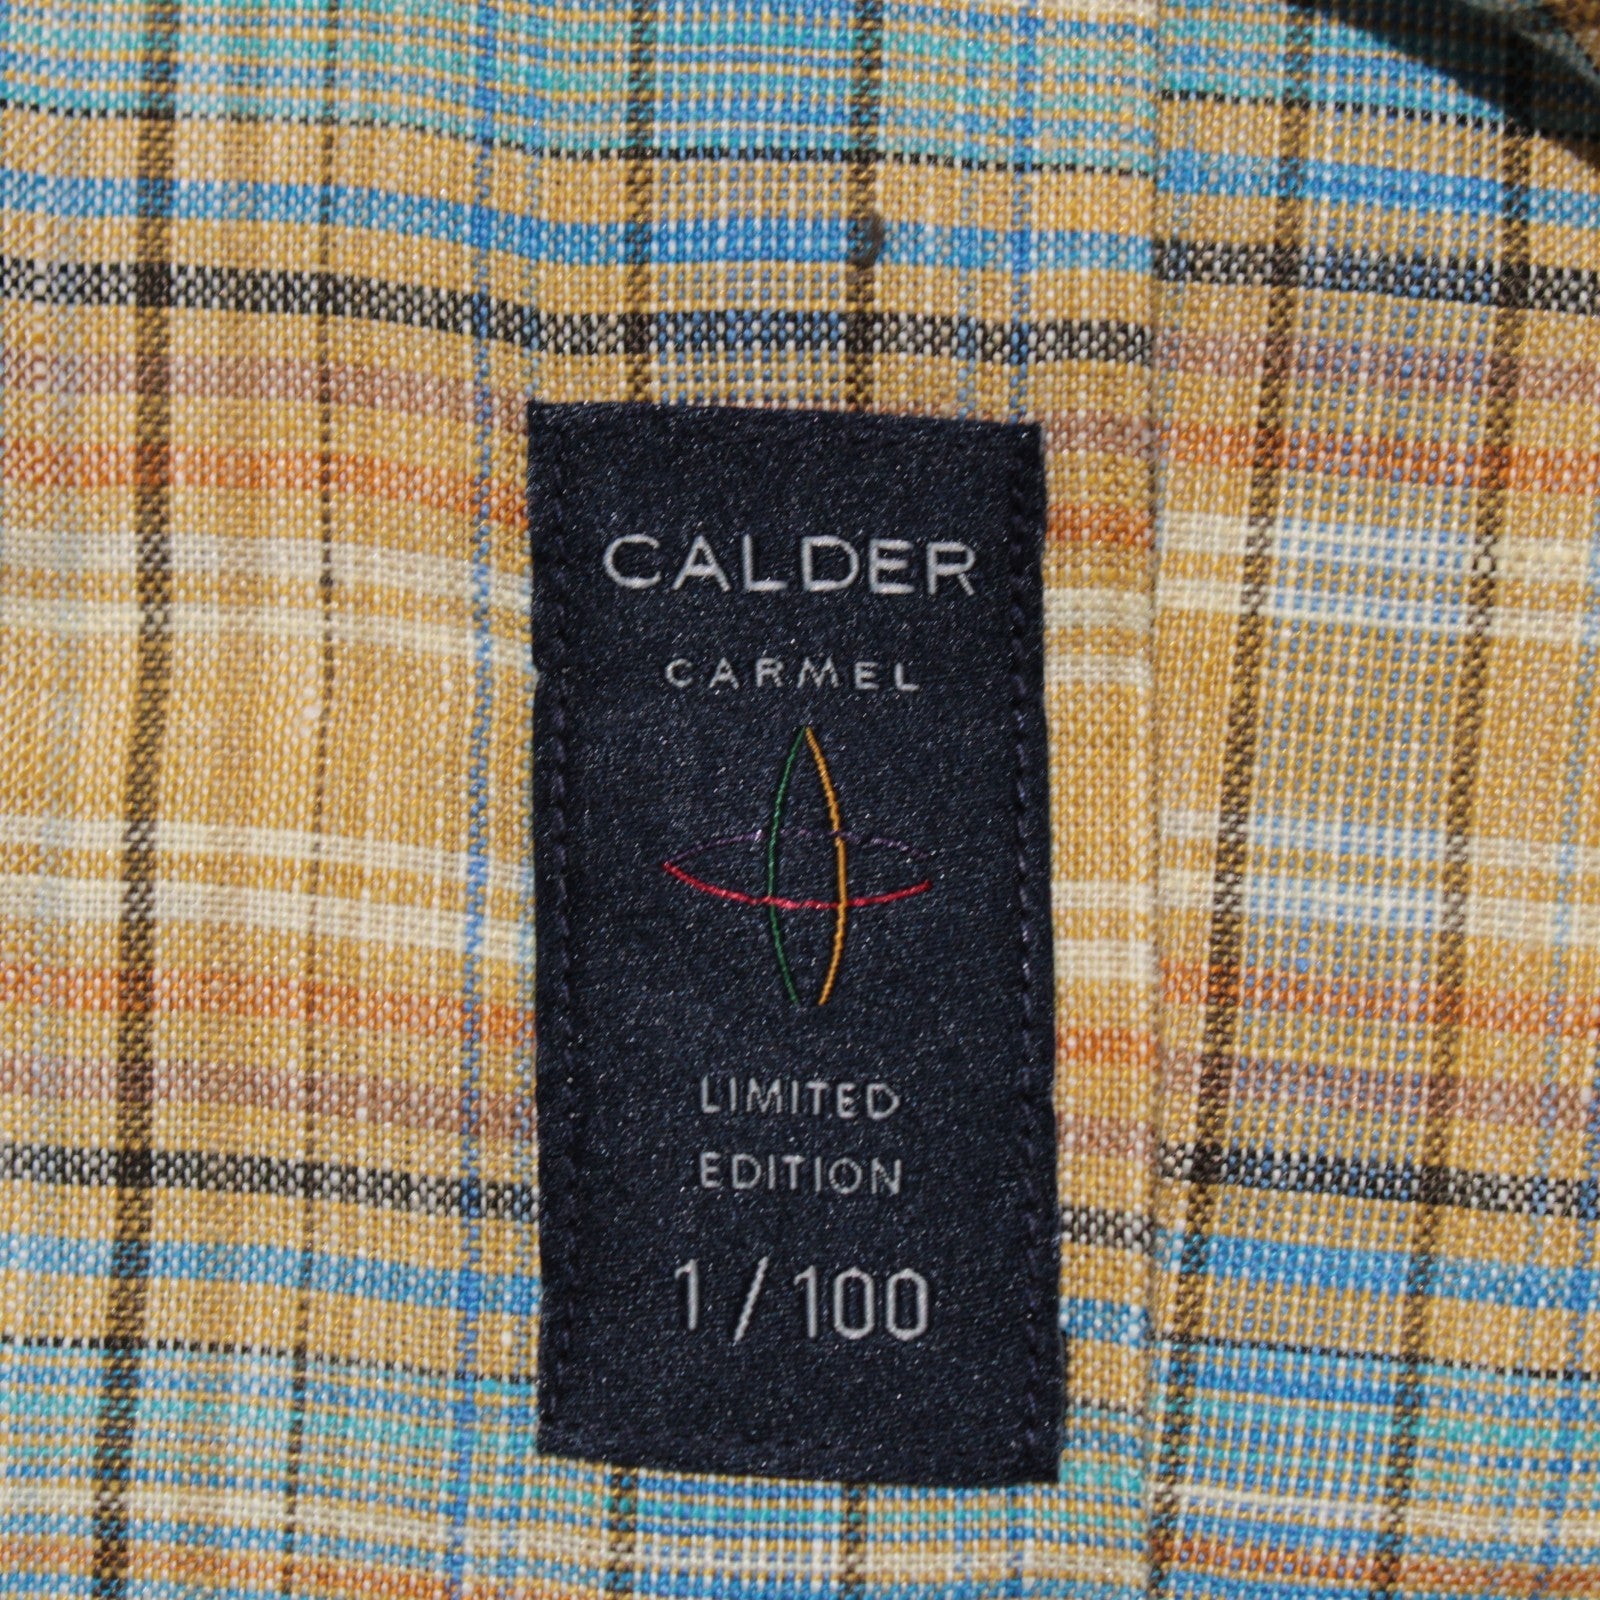 CALDER
CARMEL
LIMITED
EDITION
1/100